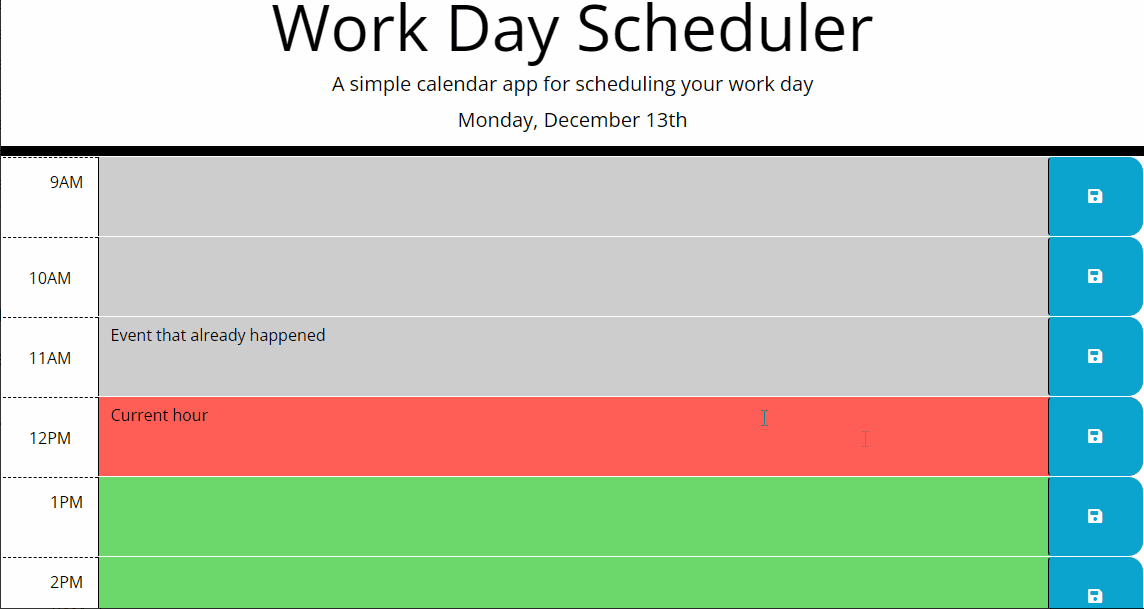 Work Day Scheduler
A simple calendar app for scheduling your work day
Monday, December 13th
9AM
10AM
11AM Event that already happened
12PM Current hour
1PM
2PM